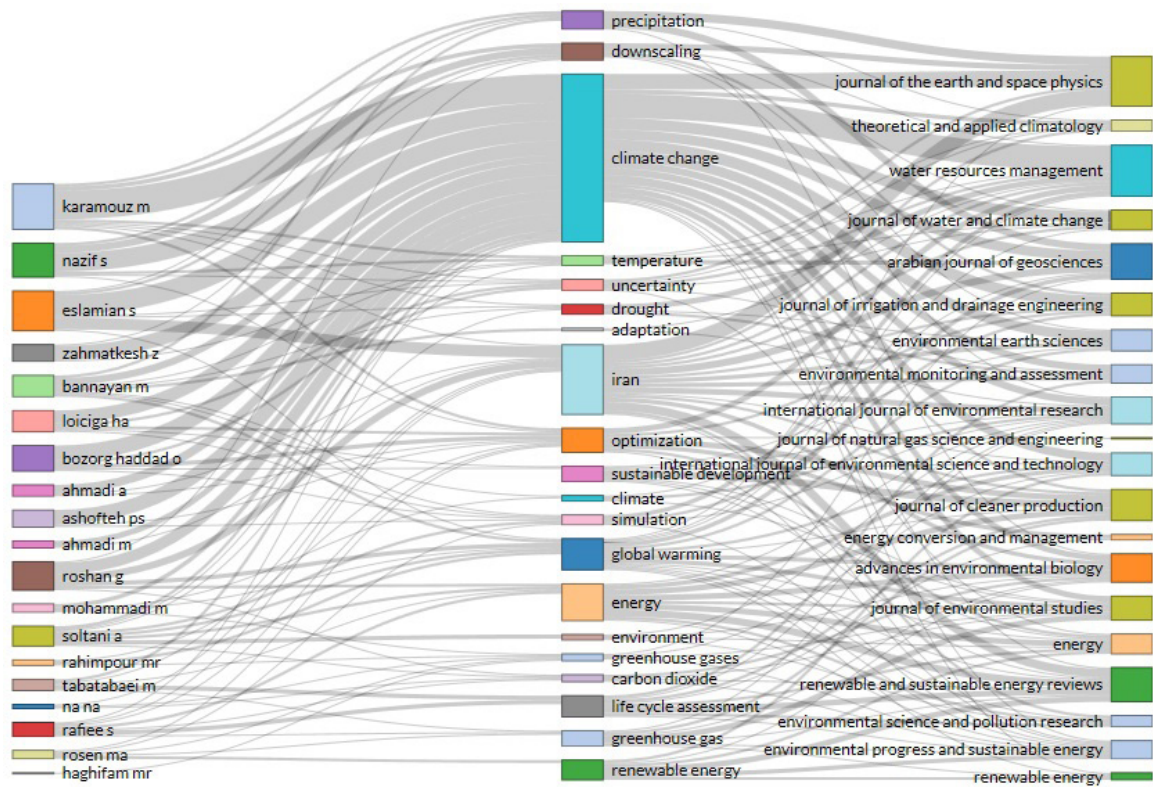 karamouz m
nazif s
eslamian s
zahmatkesh z
bannayan m
loiciga ha
bozorg haddad o
ahmadi a
ashofteh ps
ahmadi m
roshan g
mohammadi m
soltani a
rahimpour mr
tabatabaei m
na na
rafiee s
rosen ma
haghifam mr
precipitation
downscaling
climate change
temperature
uncertainty
drought
adaptation
iran
optimization
sustainable development
climate
simulation
global warming
energy
environment
greenhouse gases
carbon dioxide
life cycle assessment
greenhouse gas
renewable energy
journal of the earth and space physics
theoretical and applied climatology
water resources management
journal of water and climate change
arabian journal of geosciences
journal of irrigation and drainage engineering
environmental earth sciences
environmental monitoring and assessment
international journal of environmental research
journal of natural gas science and engineering
international journal of environmental science and technology
journal of cleaner production
energy conversion and management
advances in environmental biology
journal of environmental studies
energy
renewable and sustainable energy reviews
environmental science and pollution research
environmental progress and sustainable energy
renewable energy